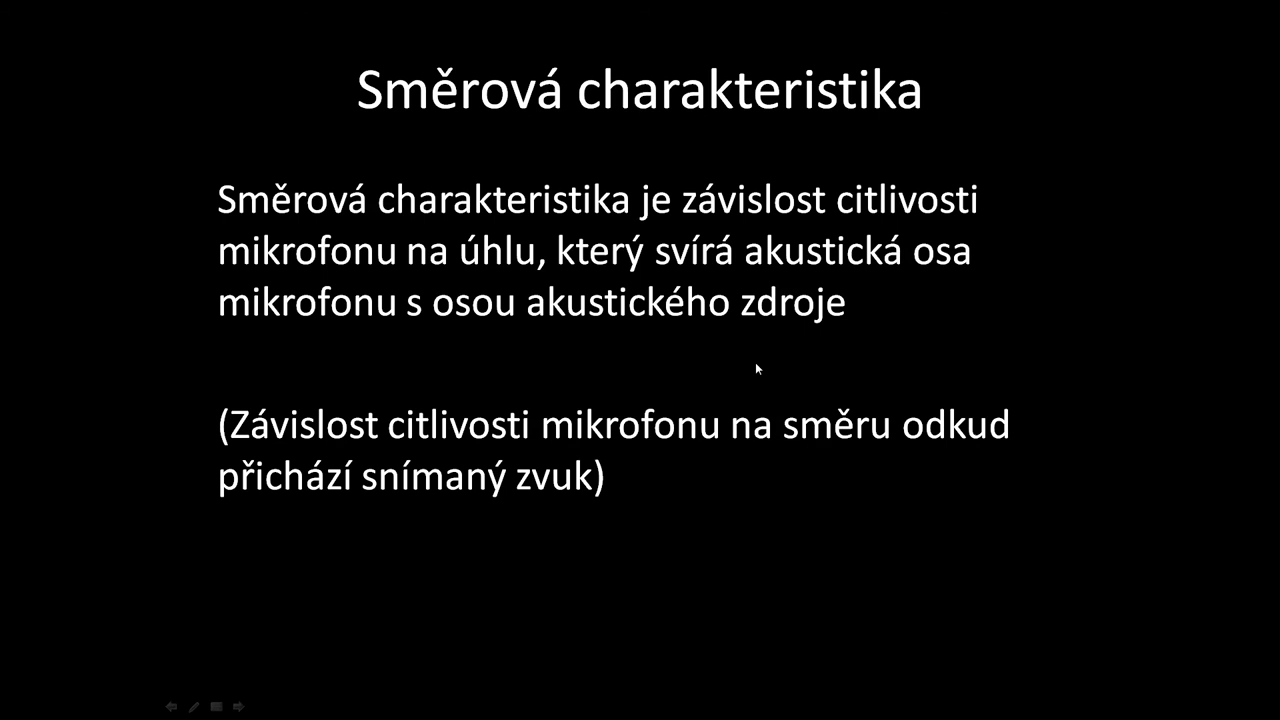 Směrová charakteristika
Směrová charakteristika je závislost citlivosti
mikrofonu na úhlu, který svírá akustická osa
mikrofonu s osou akustického zdroje
(Závislost citlivosti mikrofonu na směru odkud
přichází snímaný zvuk)